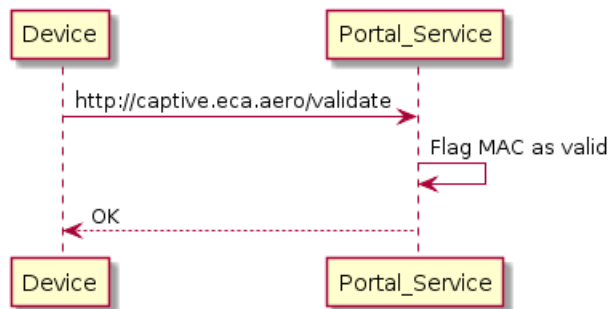 Device
Portal_Service
http://captive.eca.aero/validate
Flag MAC as valid
OK
Device
Portal_Service